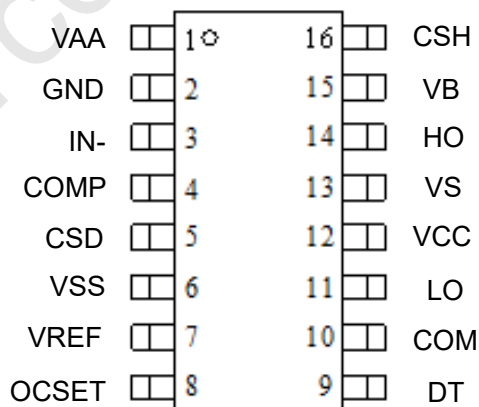 VAA 1 16 CSH
GND 2 15 VB
IN- 3 14 HO
COMP 4 13 VS
CSD 5 12 VCC
VSS 6 11 LO
VREF 7 10 COM
OCSET 8 9 DT